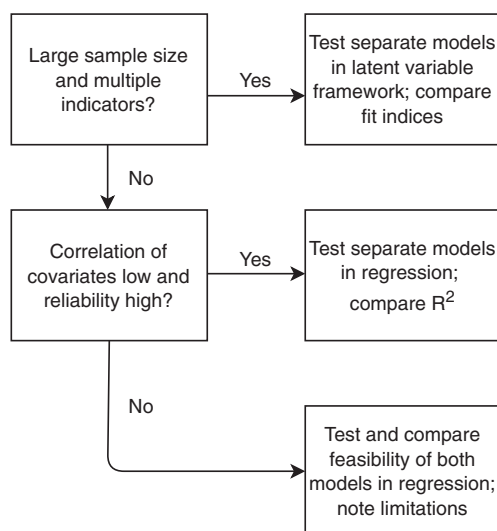 Large sample size
and multiple
indicators?
Yes
Test separate models
in latent variable
framework; compare
fit indices
No
Correlation of
covariates low and
reliability high?
Yes
Test separate models
in regression;
compare R²
No
Test and compare
feasibility of both
models in regression;
note limitations